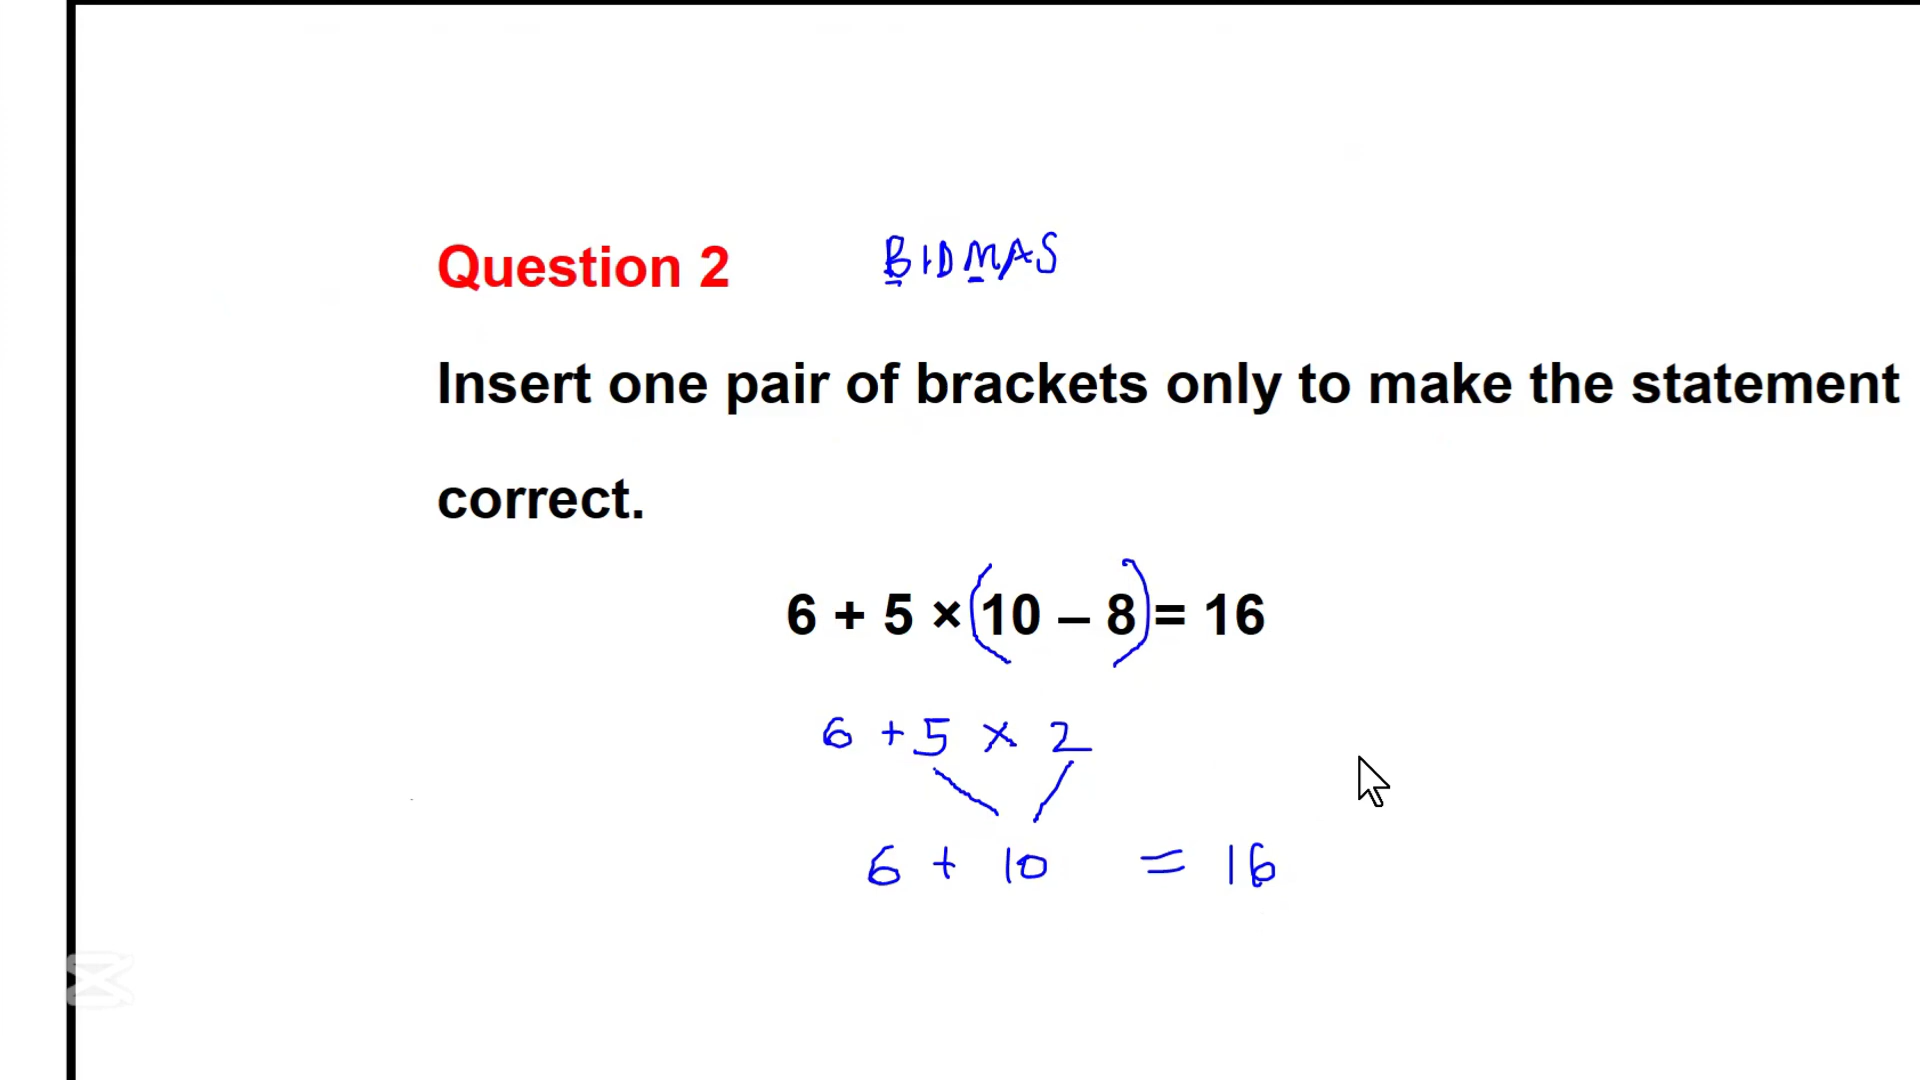 Question 2 BIDMAS
Insert one pair of brackets only to make the statement
correct.
6 + 5 × (10 – 8) = 16
6 + 5 × 2
6 + 10 = 16